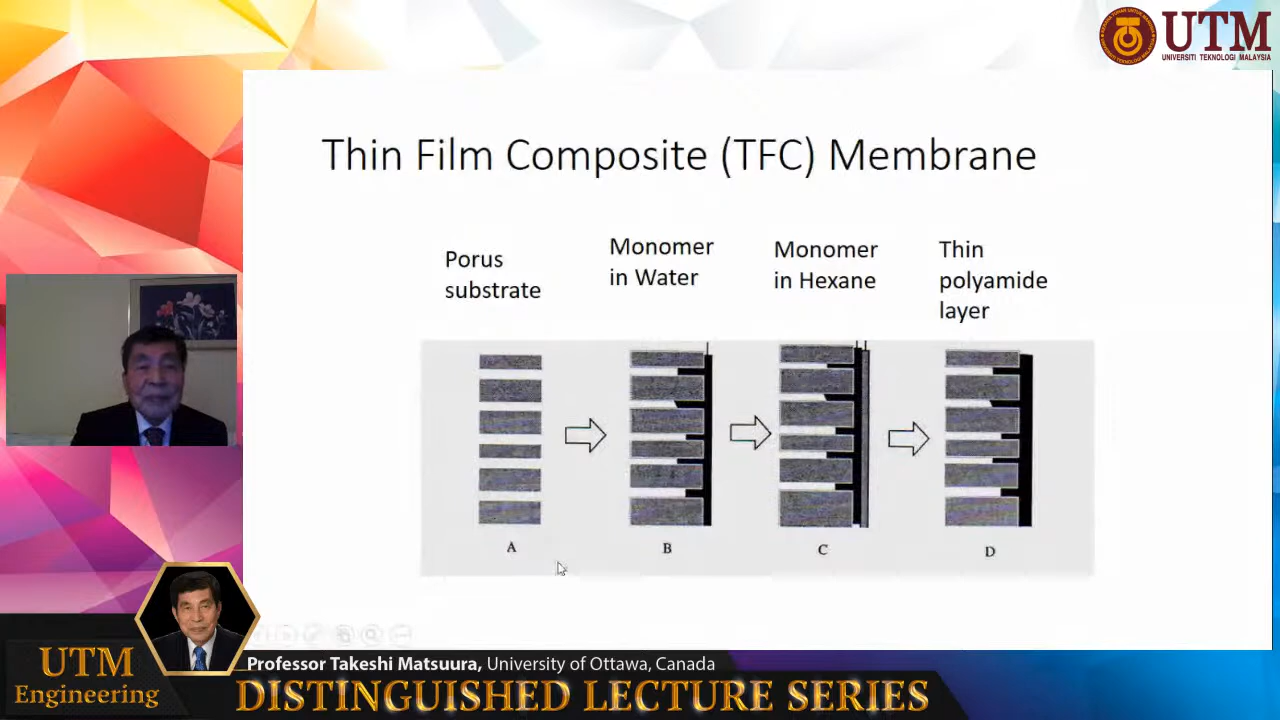 UTM
UNIVERSITI TEKNOLOGI MALAYSIA
Thin Film Composite (TFC) Membrane
Porus
substrate
Monomer
in Water
Monomer
in Hexane
Thin
polyamide
layer
A
B
C
D
UTM
Engineering
Professor Takeshi Matsuura, University of Ottawa, Canada
DISTINGUISHED LECTURE SERIES